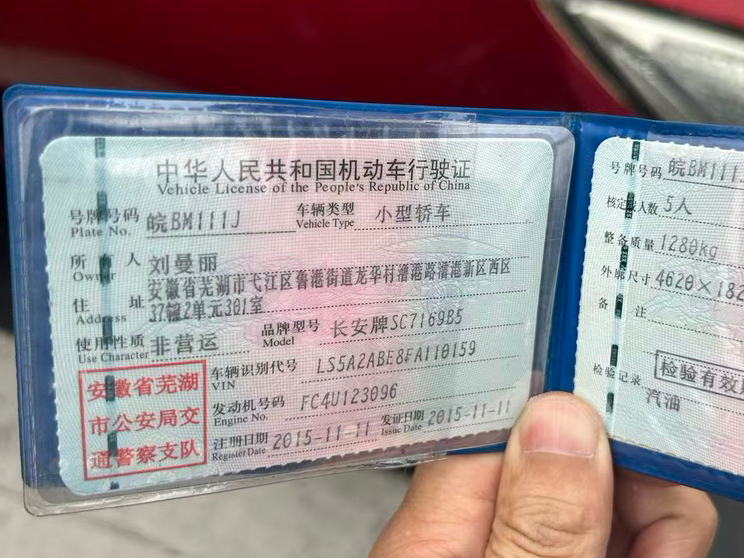 中华人民共和国机动车行驶证
Vehicle License of the People's Republic of China
号牌号码 皖BM111J 车辆类型 小型轿车
Plate No. Vehicle Type
所有人 刘曼丽
Owner
安徽省芜湖市弋江区鲁港街道龙华村澛港路澛港新区西区
住址 37幢2单元301室
Address
使用性质 非营运 品牌型号 长安牌SC7169B5
Use Character Model
安徽省芜湖
市公安局交
通警察支队
车辆识别代号 LS5A2ABE8FA110159
VIN
发动机号码 FC4U123096
Engine No.
注册日期 2015-11-11 发证日期 2015-11-11
Register Date Issue Date
号牌号码 皖BM111J
核定载人数 5人
整备质量 1280kg
外廓尺寸 4620×182
备注
检验有效
检验记录
汽油